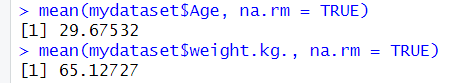 > mean(mydataset$Age, na.rm = TRUE)
[1] 29.67532
> mean(mydataset$weight.kg., na.rm = TRUE)
[1] 65.12727